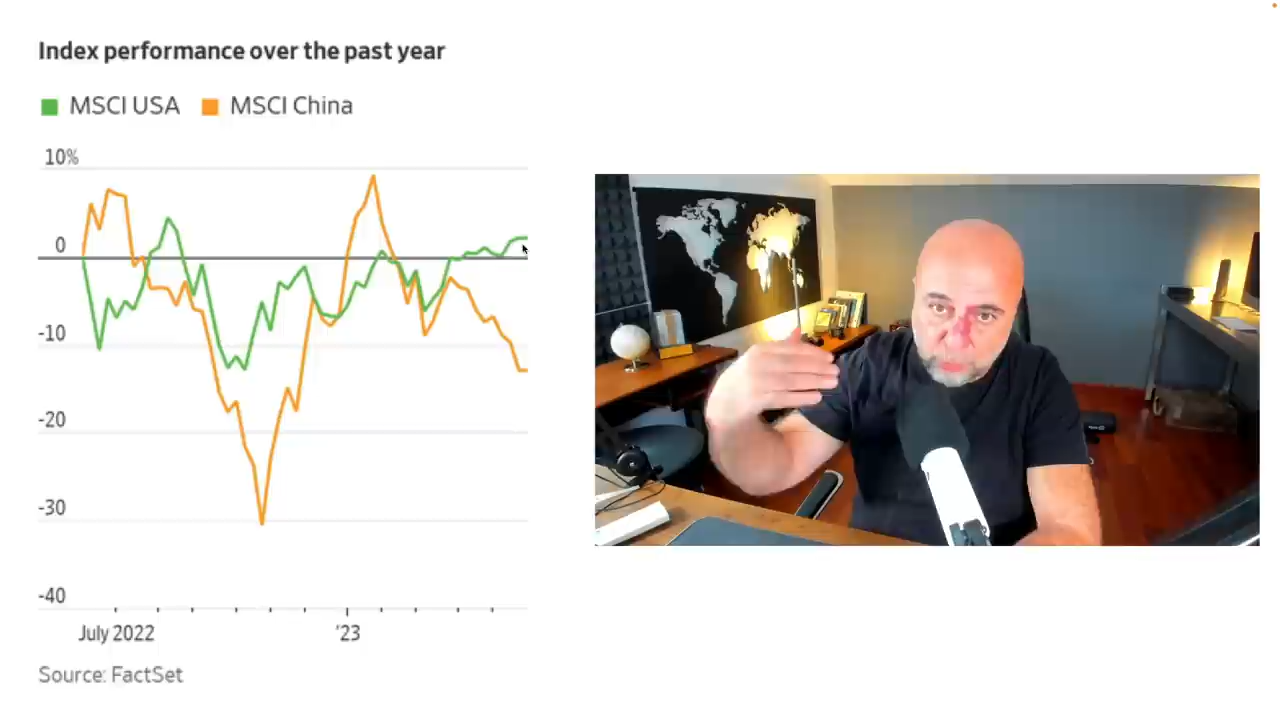 Index performance over the past year
MSCI USA MSCI China
10%
0
-10
-20
-30
-40
July 2022 '23
Source: FactSet